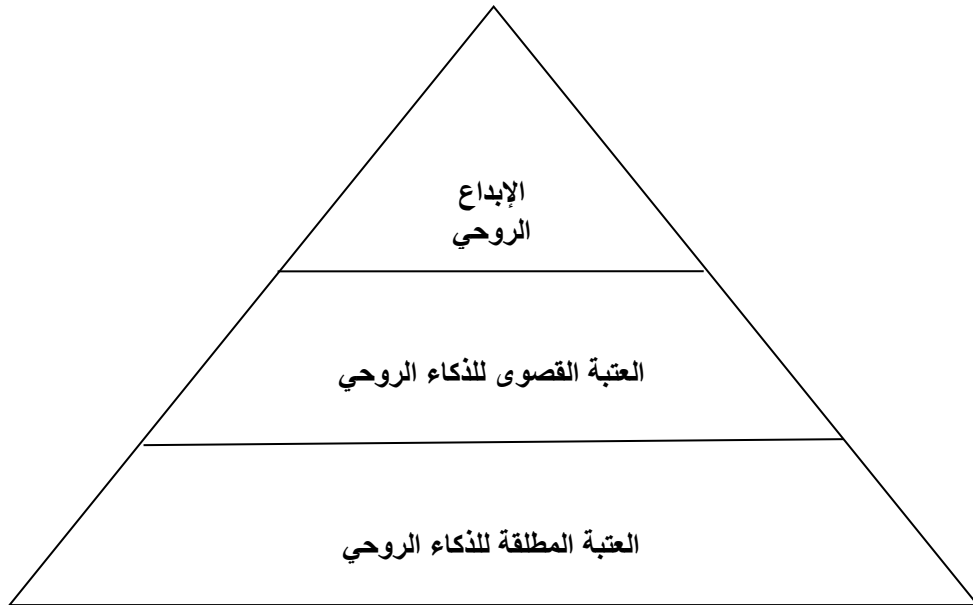 الإبداع
الروحي
العتبة القصوى للذكاء الروحي
العتبة المطلقة للذكاء الروحي